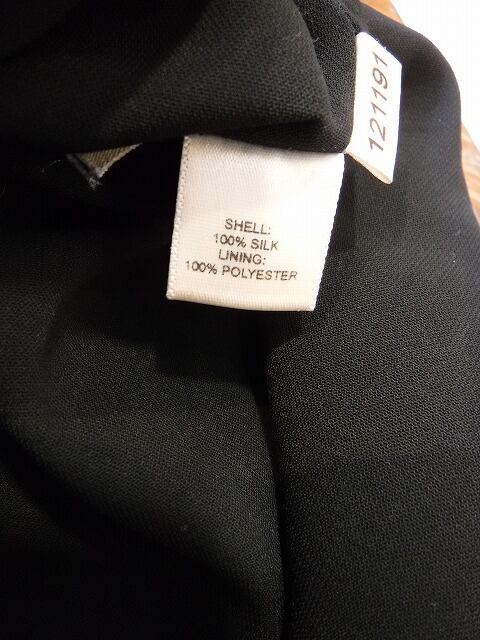 121191
SHELL:
100% SILK
LINING:
100% POLYESTER